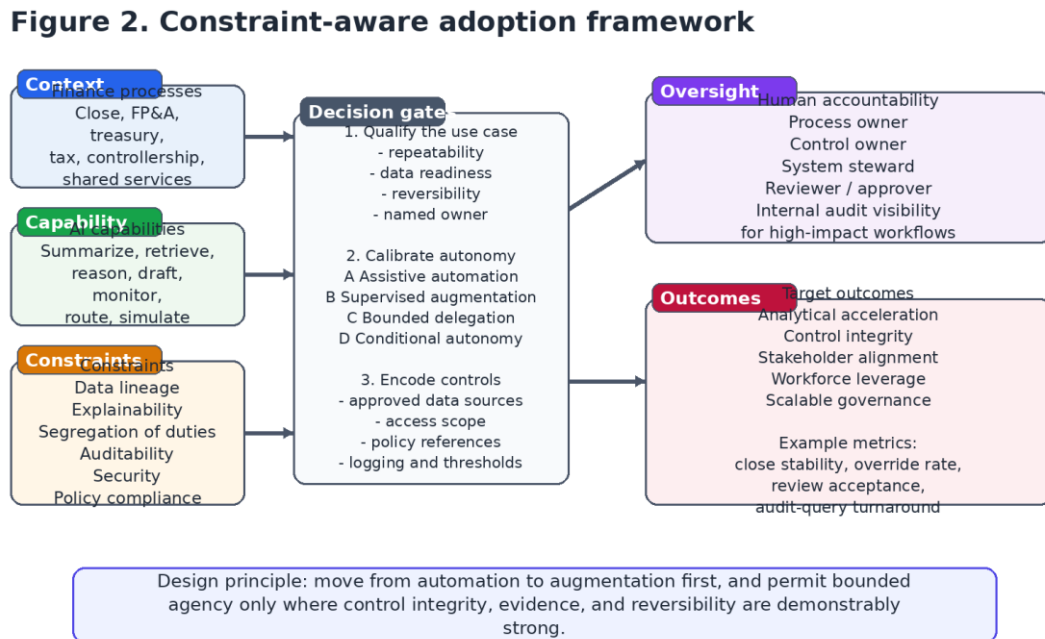 Figure 2. Constraint-aware adoption framework
Context
Finance processes
Close, FP&A,
treasury,
tax, controllership,
shared services
Capability
AI capabilities
Summarize, retrieve,
reason, draft,
monitor,
route, simulate
Constraints
Constraints
Data lineage
Explainability
Segregation of duties
Auditability
Security
Policy compliance
Decision gates
1. Qualify the use case
- repeatability
- data readiness
- reversibility
- named owner
2. Calibrate autonomy
A Assistive automation
B Supervised augmentation
C Bounded delegation
D Conditional autonomy
3. Encode controls
- approved data sources
- access scope
- policy references
- logging and thresholds
Oversight
Human accountability
Process owner
Control owner
System steward
Reviewer / approver
Internal audit visibility
for high-impact workflows
Outcomes
Target outcomes
Analytical acceleration
Control integrity
Stakeholder alignment
Workforce leverage
Scalable governance
Example metrics:
close stability, override rate,
review acceptance,
audit-query turnaround
Design principle: move from automation to augmentation first, and permit bounded
agency only where control integrity, evidence, and reversibility are demonstrably
strong.